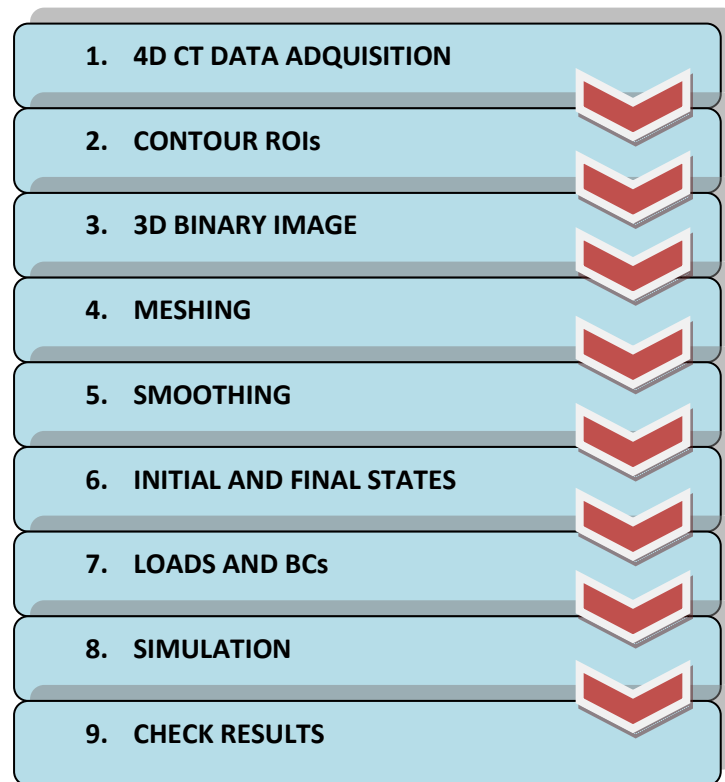 1. 4D CT DATA ADQUISITION
2. CONTOUR ROIs
3. 3D BINARY IMAGE
4. MESHING
5. SMOOTHING
6. INITIAL AND FINAL STATES
7. LOADS AND BCs
8. SIMULATION
9. CHECK RESULTS